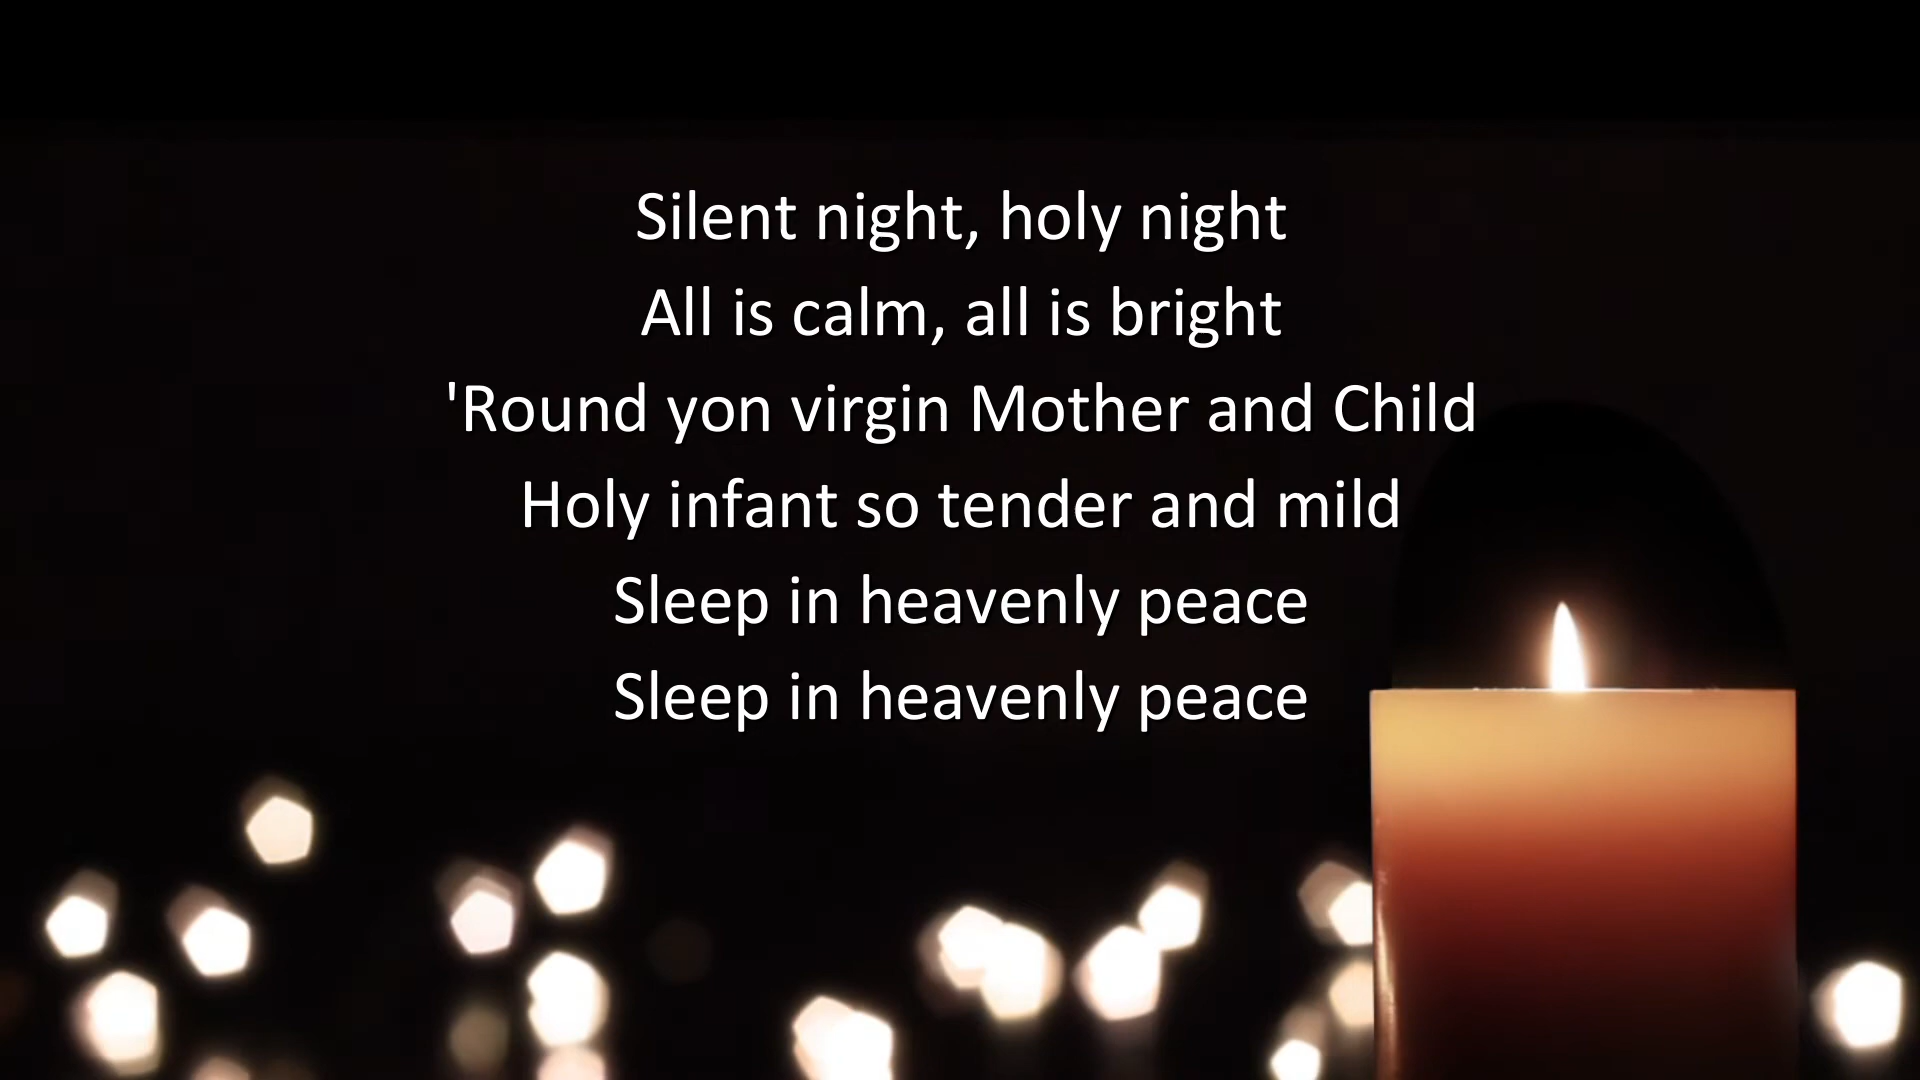 Silent night, holy night
All is calm, all is bright
'Round yon virgin Mother and Child
Holy infant so tender and mild
Sleep in heavenly peace
Sleep in heavenly peace